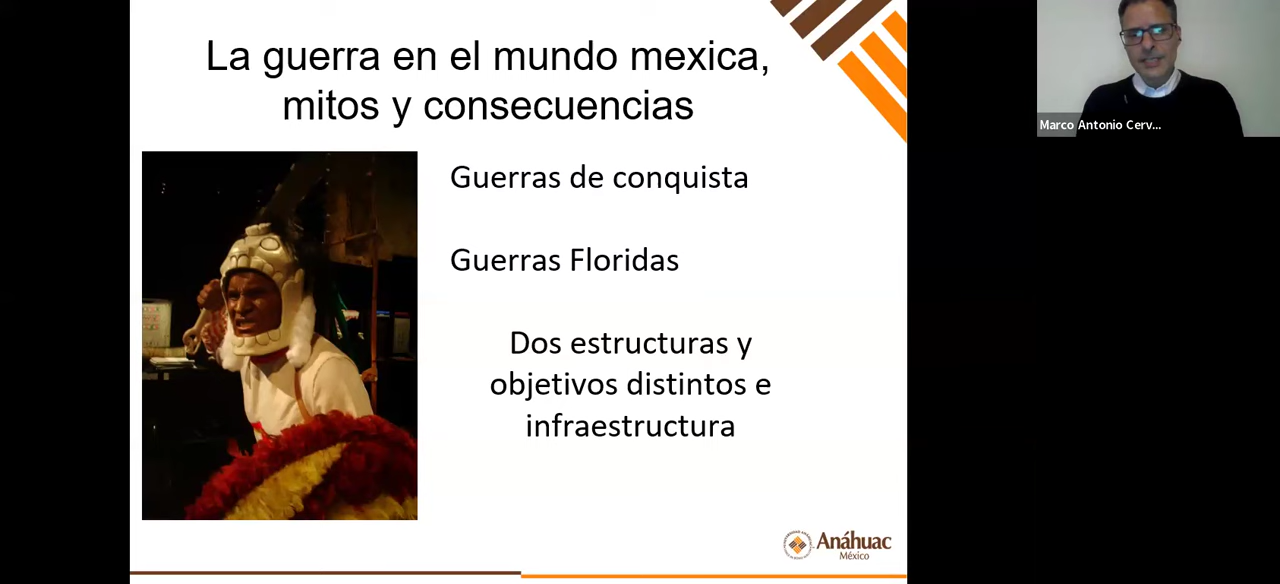 La guerra en el mundo mexica,
mitos y consecuencias
Marco Antonio Cerv...
Guerras de conquista
Guerras Floridas
Dos estructuras y
objetivos distintos e
infraestructura
Anáhuac
México